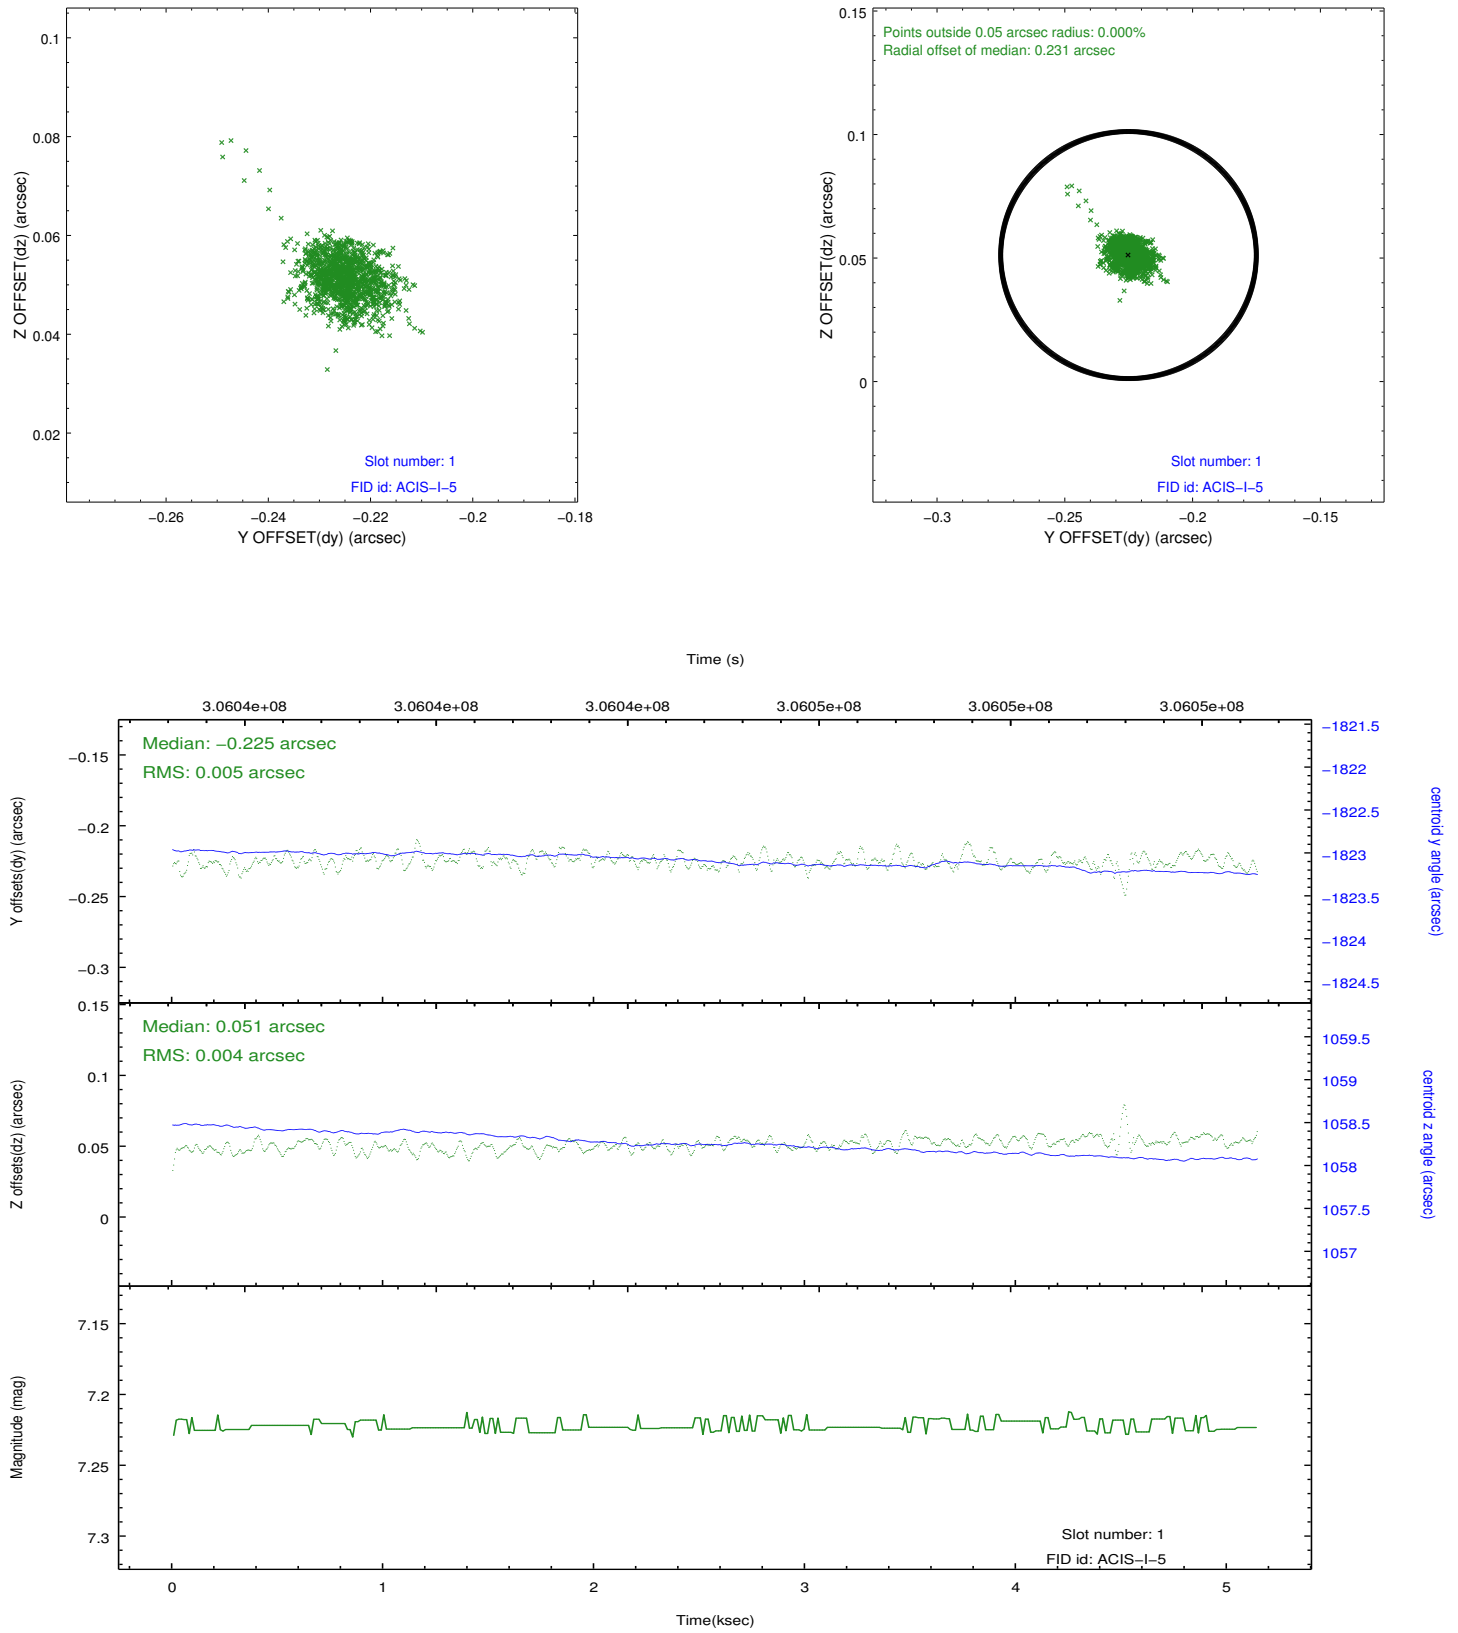 0.1
0.08
0.06
0.04
0.02
Z OFFSET(dz) (arcsec)
Slot number: 1
FID id: ACIS−I−5
−0.26 −0.24 −0.22 −0.2 −0.18
Y OFFSET(dy) (arcsec)
0.15
0.1
0.05
0
Z OFFSET(dz) (arcsec)
Points outside 0.05 arcsec radius: 0.000%
Radial offset of median: 0.231 arcsec
Slot number: 1
FID id: ACIS−I−5
−0.3 −0.25 −0.2 −0.15
Y OFFSET(dy) (arcsec)
Time (s)
3.0604e+08 3.0604e+08 3.0604e+08 3.0605e+08 3.0605e+08 3.0605e+08
Median: −0.225 arcsec
RMS: 0.005 arcsec
−0.15
−0.2
−0.25
−0.3
Y offsets(dy) (arcsec)
−1821.5
−1822
−1822.5
−1823
−1823.5
−1824
−1824.5
centroid y angle (arcsec)
Median: 0.051 arcsec
RMS: 0.004 arcsec
0.15
0.1
0.05
0
Z offsets(dz) (arcsec)
1059.5
1059
1058.5
1058
1057.5
1057
centroid z angle (arcsec)
7.15
7.2
7.25
7.3
Magnitude (mag)
Slot number: 1
FID id: ACIS−I−5
0 1 2 3 4 5
Time(ksec)